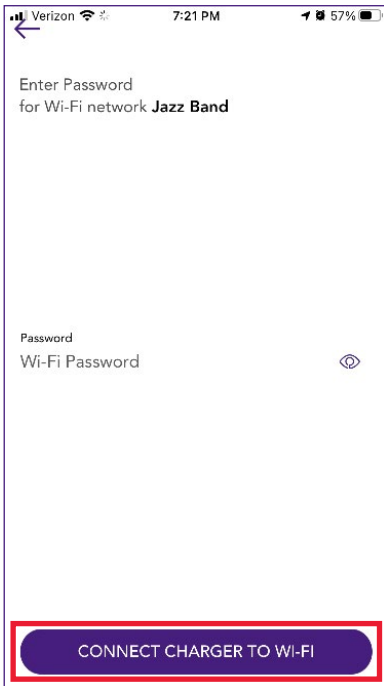 Verizon 7:21 PM 57%
Enter Password
for Wi-Fi network Jazz Band
Password
Wi-Fi Password
CONNECT CHARGER TO WI-FI